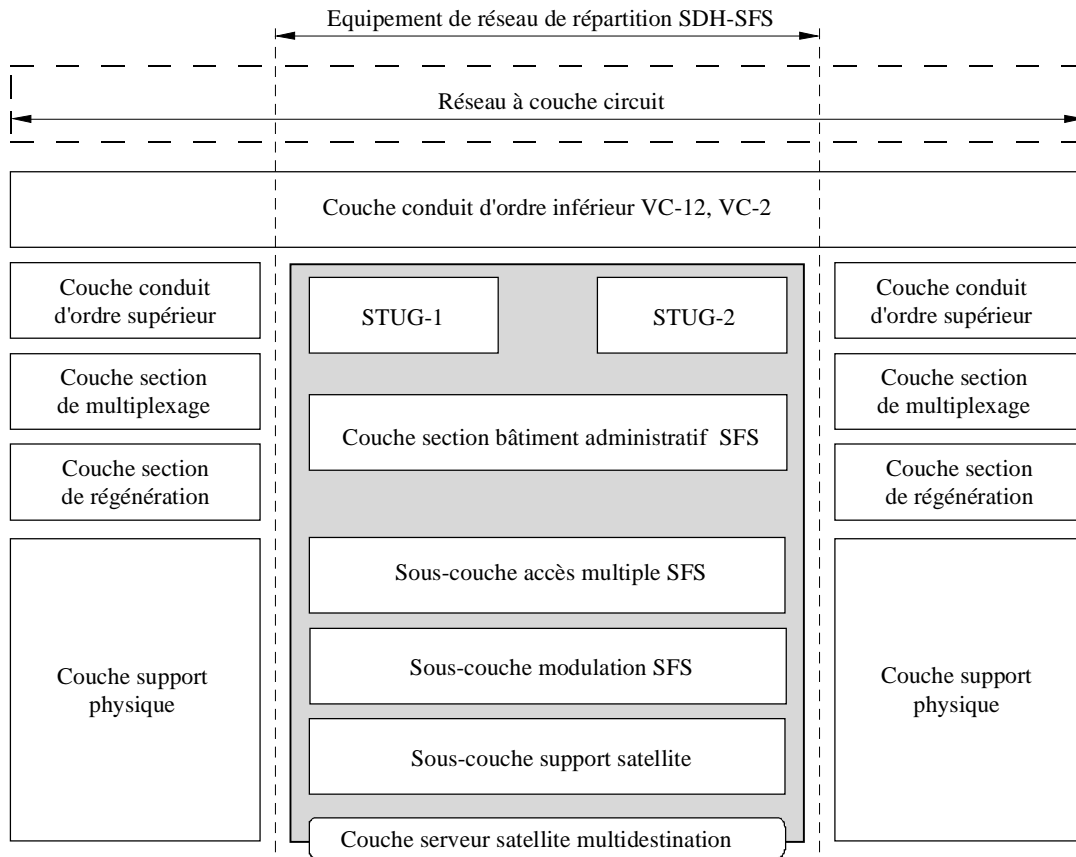 Equipement de réseau de répartition SDH-SFS
Réseau à couche circuit
Couche conduit d'ordre inférieur VC-12, VC-2
Couche conduit
d'ordre supérieur
Couche section
de multiplexage
Couche section
de régénération
Couche support
physique
STUG-1
STUG-2
Couche section bâtiment administratif SFS
Sous-couche accès multiple SFS
Sous-couche modulation SFS
Sous-couche support satellite
Couche serveur satellite multidestination
Couche conduit
d'ordre supérieur
Couche section
de multiplexage
Couche section
de régénération
Couche support
physique